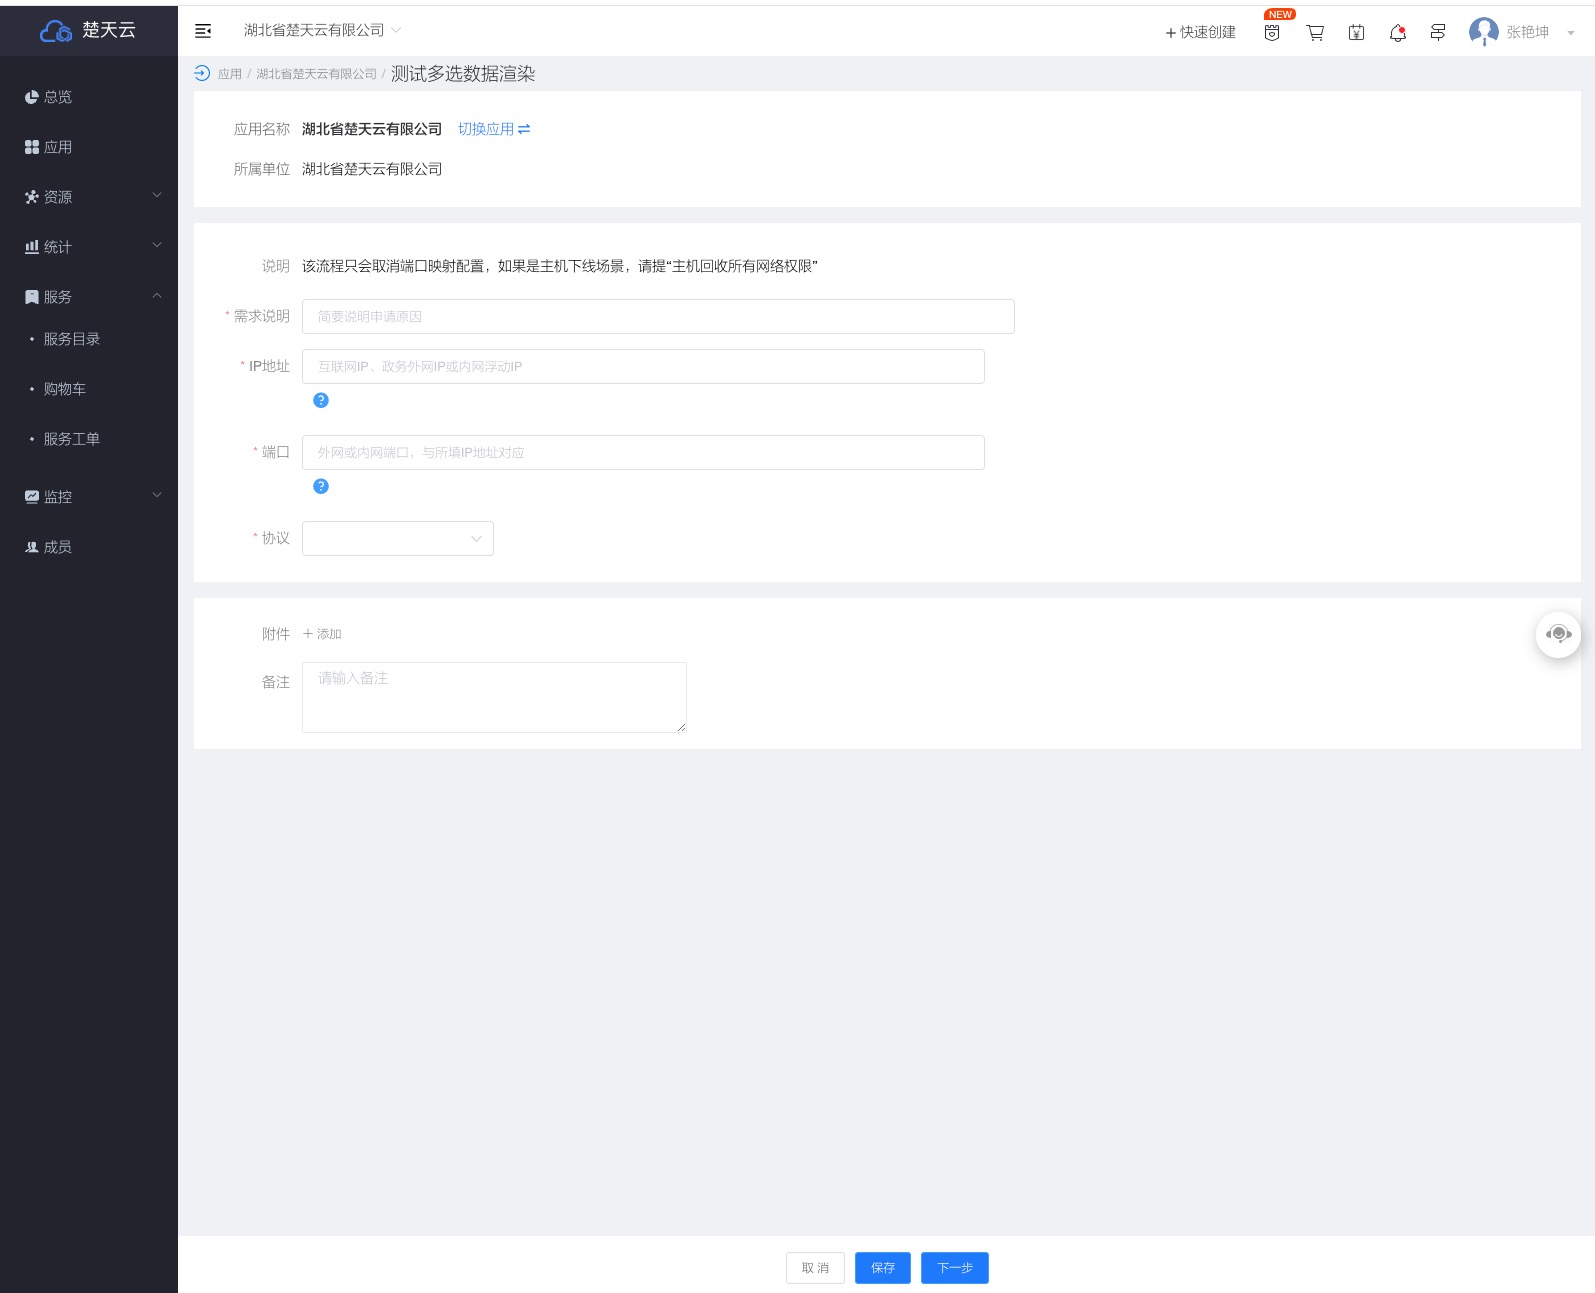 楚天云
湖北省楚天云有限公司
+ 快速创建
NEW
张艳坤
总览
应用
资源
统计
服务
服务目录
购物车
服务工单
监控
成员
应用 / 湖北省楚天云有限公司 / 测试多选数据渲染
应用名称 湖北省楚天云有限公司 切换应用
所属单位 湖北省楚天云有限公司
说明 该流程只会取消端口映射配置，如果是主机下线场景，请提“主机回收所有网络权限”
* 需求说明 简要说明申请原因
* IP地址 互联网IP、政务外网IP或内网浮动IP
?
* 端口 外网或内网端口，与所填IP地址对应
?
* 协议
附件 + 添加
备注 请输入备注
取 消 保存 下一步